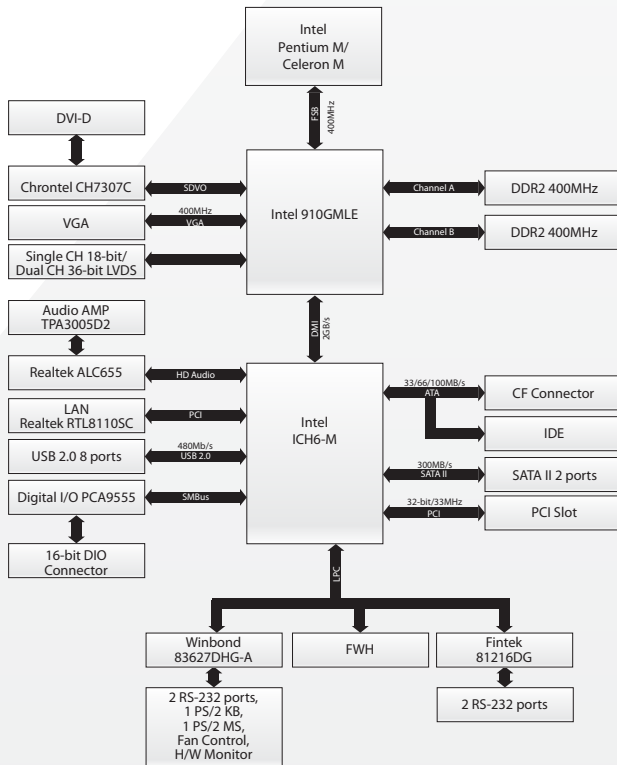 Intel
Pentium M/
Celeron M
FSB
400MHz
DVI-D
Chrontel CH7307C
SDVO
VGA
400MHz
VGA
Single CH 18-bit/
Dual CH 36-bit LVDS
Intel 910GMLE
Channel A
DDR2 400MHz
Channel B
DDR2 400MHz
DMI
2GB/s
Audio AMP
TPA3005D2
Realtek ALC655
HD Audio
LAN
Realtek RTL8110SC
PCI
USB 2.0 8 ports
480Mb/s
USB 2.0
Digital I/O PCA9555
SMBus
16-bit DIO
Connector
Intel
ICH6-M
33/66/100MB/s
ATA
CF Connector
IDE
300MB/s
SATA II
SATA II 2 ports
32-bit/33MHz
PCI
PCI Slot
LPC
Winbond
83627DHG-A
FWH
Fintek
81216DG
2 RS-232 ports,
1 PS/2 KB,
1 PS/2 MS,
Fan Control,
H/W Monitor
2 RS-232 ports